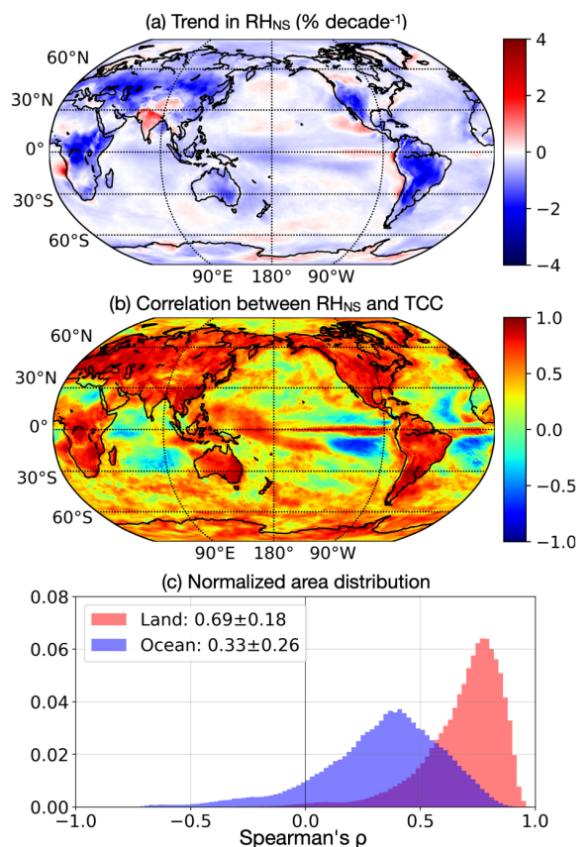 (a) Trend in RHNS (% decade-1)
60°N
30°N
0°
30°S
60°S
90°E 180° 90°W
4
2
0
−2
−4
(b) Correlation between RHNS and TCC
60°N
30°N
0°
30°S
60°S
90°E 180° 90°W
1.0
0.5
0.0
−0.5
−1.0
(c) Normalized area distribution
0.08
0.06
0.04
0.02
0.00
Land: 0.69±0.18
Ocean: 0.33±0.26
−1.0 −0.5 0.0 0.5 1.0
Spearman's ρ